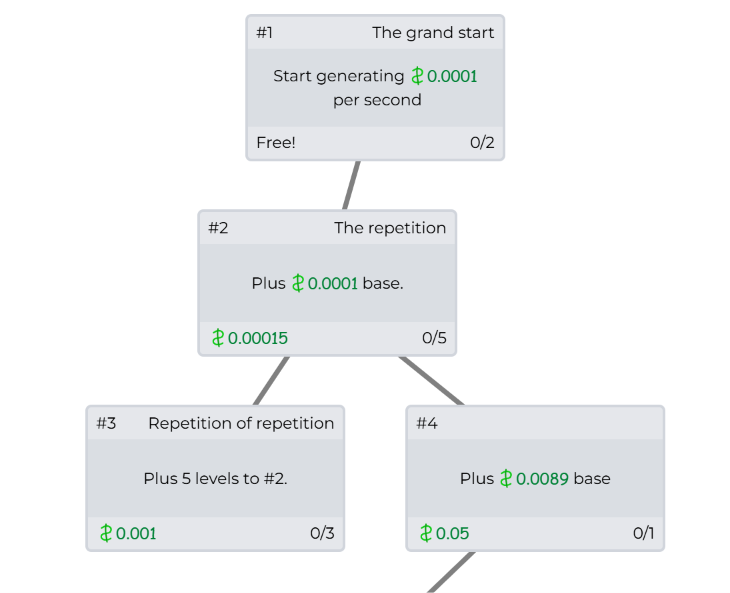 #1 The grand start
Start generating 0.0001
per second
Free! 0/2
#2 The repetition
Plus 0.0001 base.
0.00015 0/5
#3 Repetition of repetition
Plus 5 levels to #2.
0.001 0/3
#4
Plus 0.0089 base
0.05 0/1